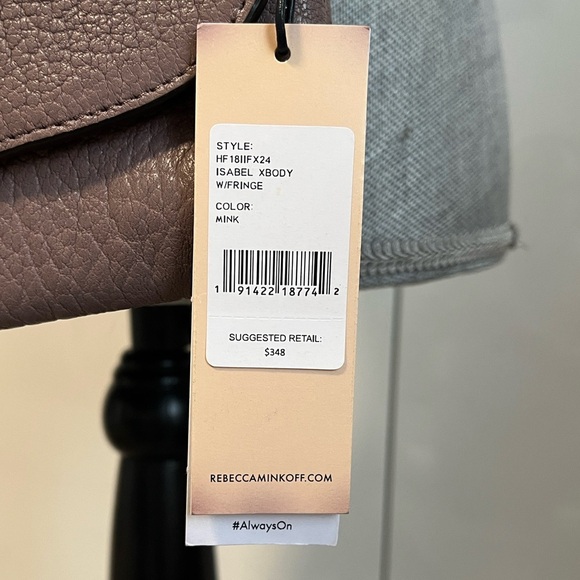 STYLE:
HF18IIFX24
ISABEL XBODY
W/FRINGE
COLOR:
MINK
1 91422 18774 2
SUGGESTED RETAIL:
$348
REBECCAMINKOFF.COM
#AlwaysOn